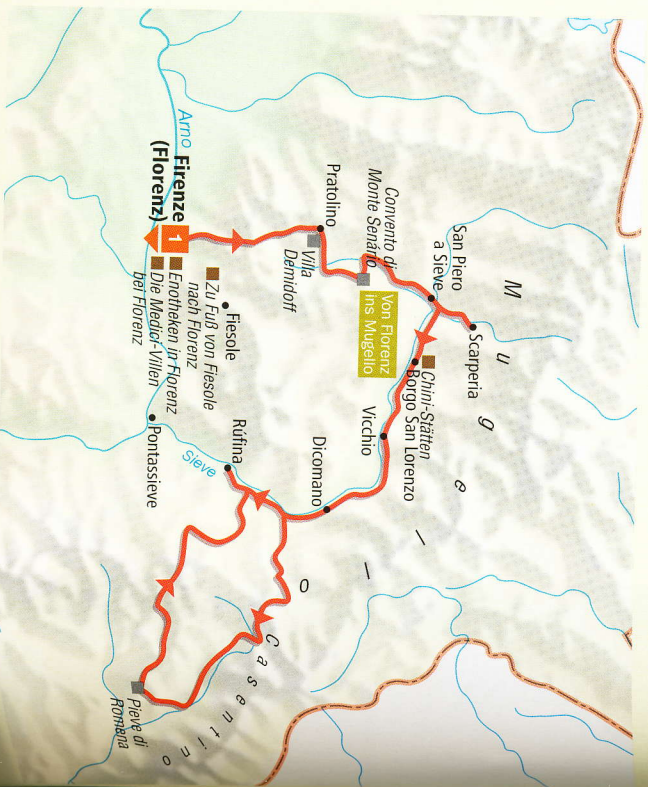 M u g e l l o
Scarperia
San Piero
a Sieve
Chini-Stätten
Borgo San Lorenzo
Convento di
Monte Senário
Von Florenz
ins Mugello
Vicchio
Pratolino
Villa
Demidoff
Dicomano
Casentino
Fiesole
Rufina
Zu Fuß von Fiesole
nach Florenz
Sieve
Arno
Firenze
(Florenz)
1
Enotheken in Florenz
Die Medici-Villen
bei Florenz
Pontassieve
Pieve di
Romena